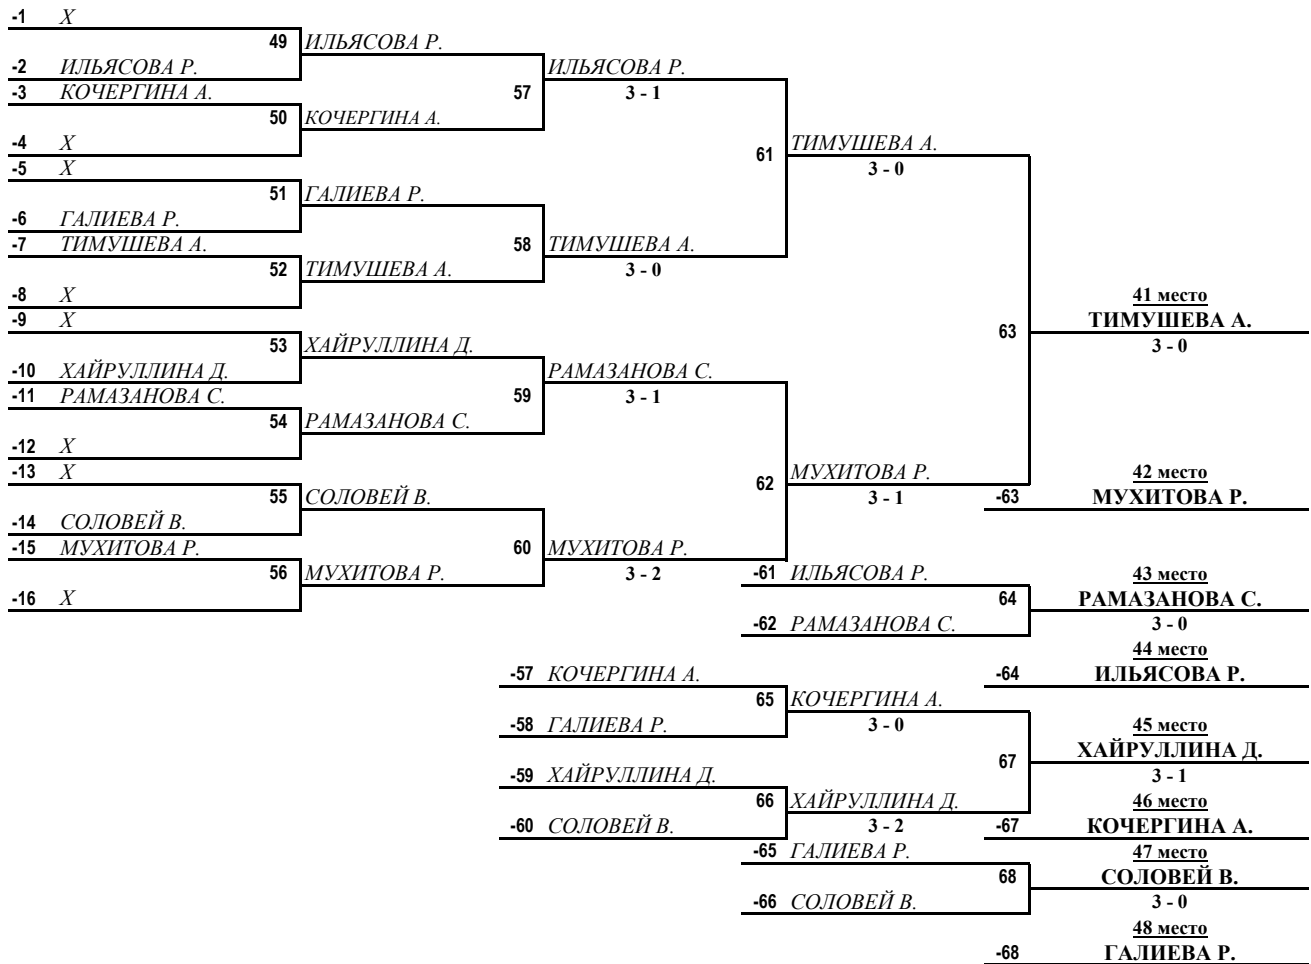 -1 X
49 ИЛЬЯСОВА Р.
-2 ИЛЬЯСОВА Р. ИЛЬЯСОВА Р.
-3 КОЧЕРГИНА А. 57 3 - 1
50 КОЧЕРГИНА А.
-4 X 61 ТИМУШЕВА А.
-5 X 3 - 0
51 ГАЛИЕВА Р.
-6 ГАЛИЕВА Р.
-7 ТИМУШЕВА А. 58 ТИМУШЕВА А.
52 ТИМУШЕВА А. 3 - 0
-8 X 41 место
-9 X 63 ТИМУШЕВА А.
53 ХАЙРУЛЛИНА Д. 3 - 0
-10 ХАЙРУЛЛИНА Д. РАМАЗАНОВА С.
-11 РАМАЗАНОВА С. 59 3 - 1
54 РАМАЗАНОВА С.
-12 X
-13 X 62 МУХИТОВА Р. 42 место
55 СОЛОВЕЙ В. 3 - 1 -63 МУХИТОВА Р.
-14 СОЛОВЕЙ В.
-15 МУХИТОВА Р. 60 МУХИТОВА Р.
56 МУХИТОВА Р. 3 - 2 -61 ИЛЬЯСОВА Р. 43 место
-16 X 64 РАМАЗАНОВА С.
-62 РАМАЗАНОВА С. 3 - 0
44 место
-57 КОЧЕРГИНА А. -64 ИЛЬЯСОВА Р.
65 КОЧЕРГИНА А.
-58 ГАЛИЕВА Р. 3 - 0 45 место
67 ХАЙРУЛЛИНА Д.
-59 ХАЙРУЛЛИНА Д. 3 - 1
66 ХАЙРУЛЛИНА Д. 46 место
-60 СОЛОВЕЙ В. 3 - 2 -67 КОЧЕРГИНА А.
-65 ГАЛИЕВА Р. 47 место
68 СОЛОВЕЙ В.
-66 СОЛОВЕЙ В. 3 - 0
48 место
-68 ГАЛИЕВА Р.